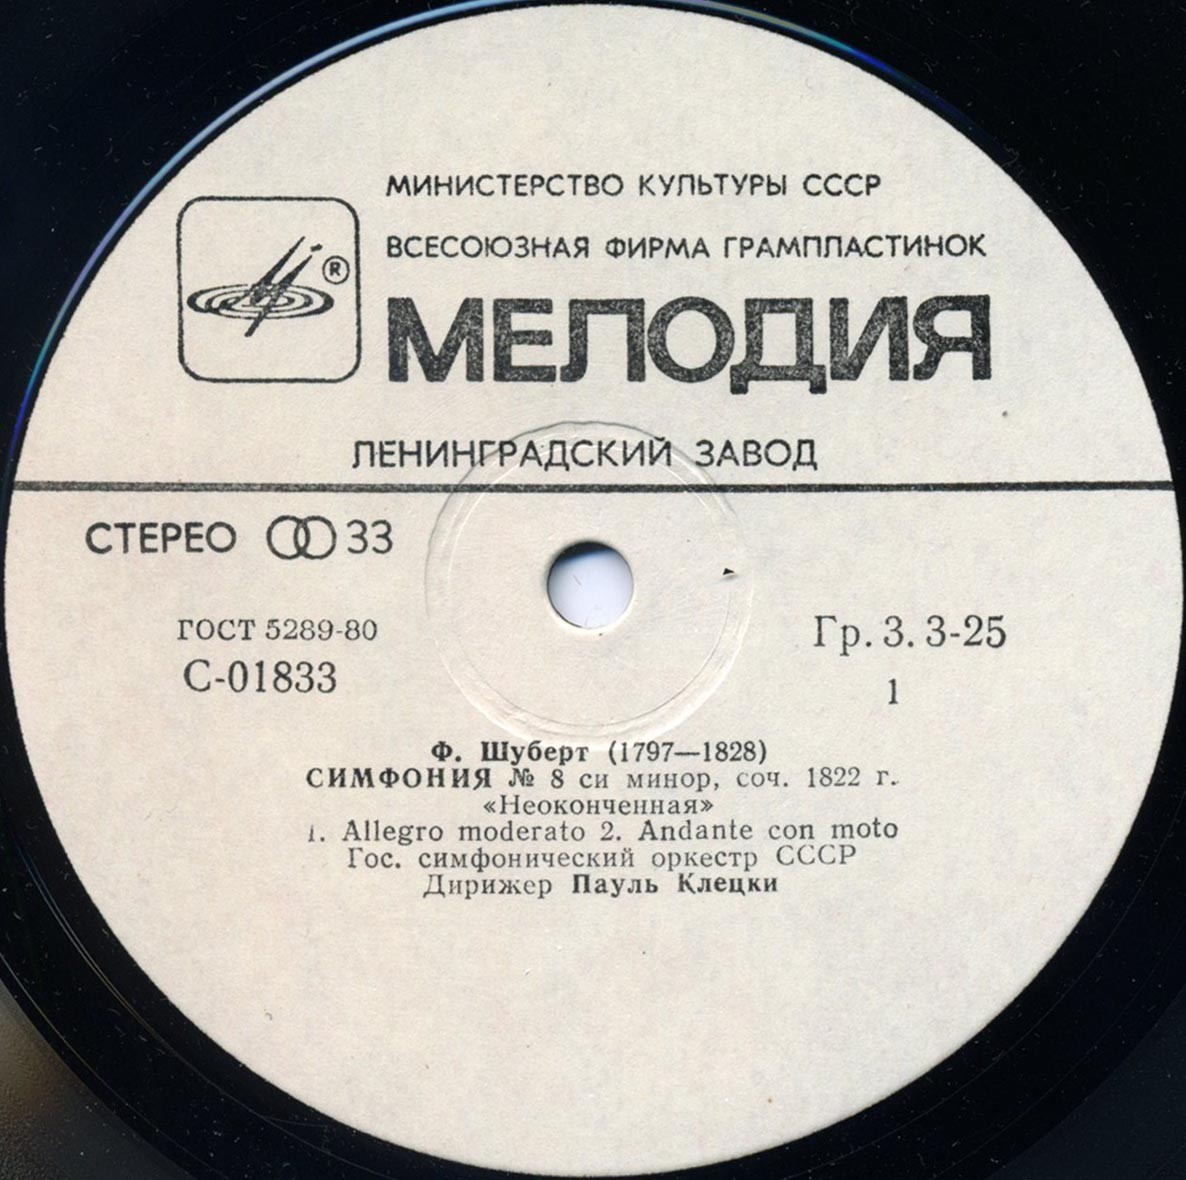 МИНИСТЕРСТВО КУЛЬТУРЫ СССР
ВСЕСОЮЗНАЯ ФИРМА ГРАМПЛАСТИНОК
®
МЕЛОДИЯ
ЛЕНИНГРАДСКИЙ ЗАВОД
СТЕРЕО 33
ГОСТ 5289-80
С-01833
Гр. 3. 3-25
1
Ф. Шуберт (1797—1828)
СИМФОНИЯ № 8 си минор, соч. 1822 г.
«Неоконченная»
1. Allegro moderato 2. Andante con moto
Гос. симфонический оркестр СССР
Дирижер Пауль Клецки